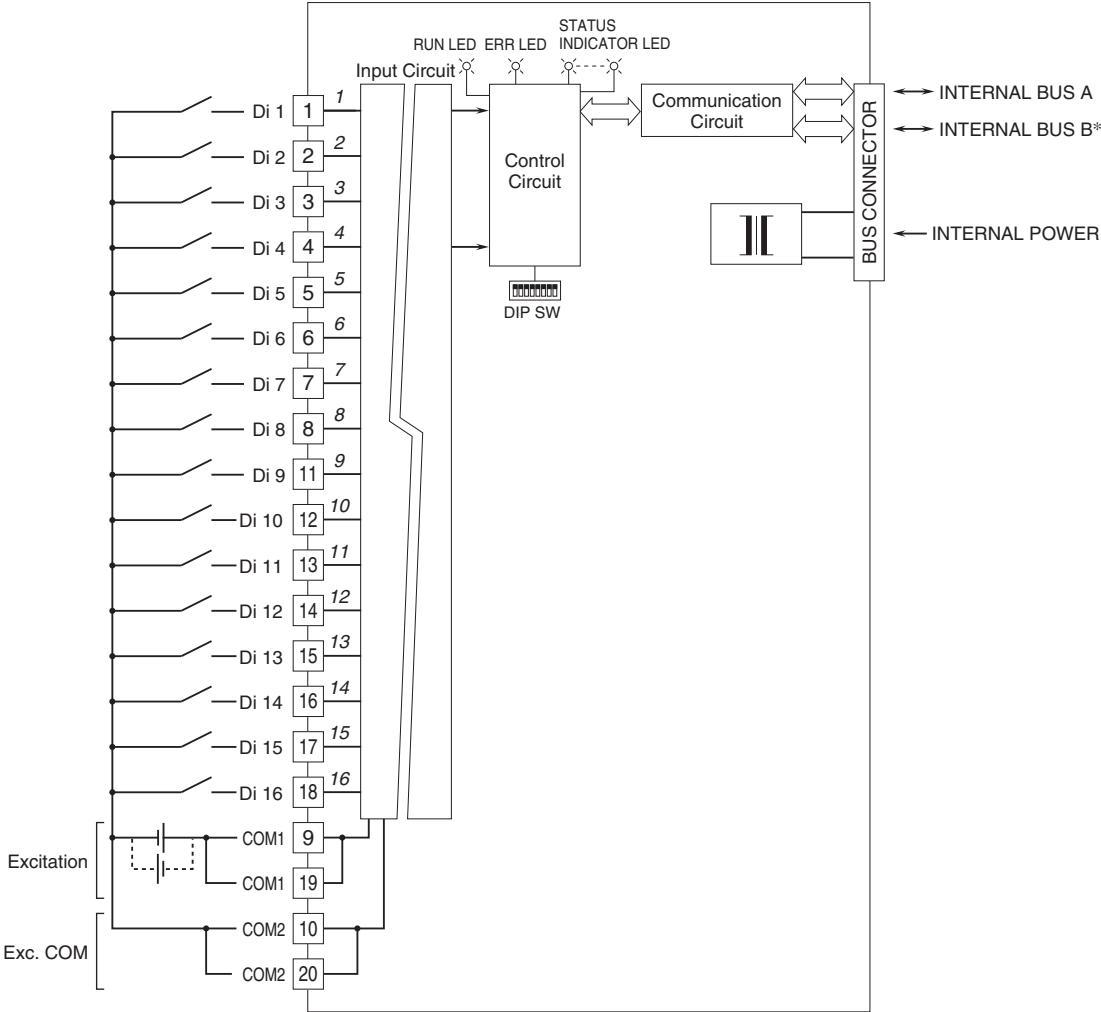 STATUS
RUN LED ERR LED INDICATOR LED
Input Circuit
Di 1 1 1
Di 2 2 2
Di 3 3 3
Di 4 4 4
Di 5 5 5
Di 6 6 6
Di 7 7 7
Di 8 8 8
Di 9 11 9
Di 10 12 10
Di 11 13 11
Di 12 14 12
Di 13 15 13
Di 14 16 14
Di 15 17 15
Di 16 18 16
Excitation
COM1 9
COM1 19
Exc. COM
COM2 10
COM2 20
Control
Circuit
DIP SW
Communication
Circuit
BUS CONNECTOR
INTERNAL BUS A
INTERNAL BUS B*
INTERNAL POWER